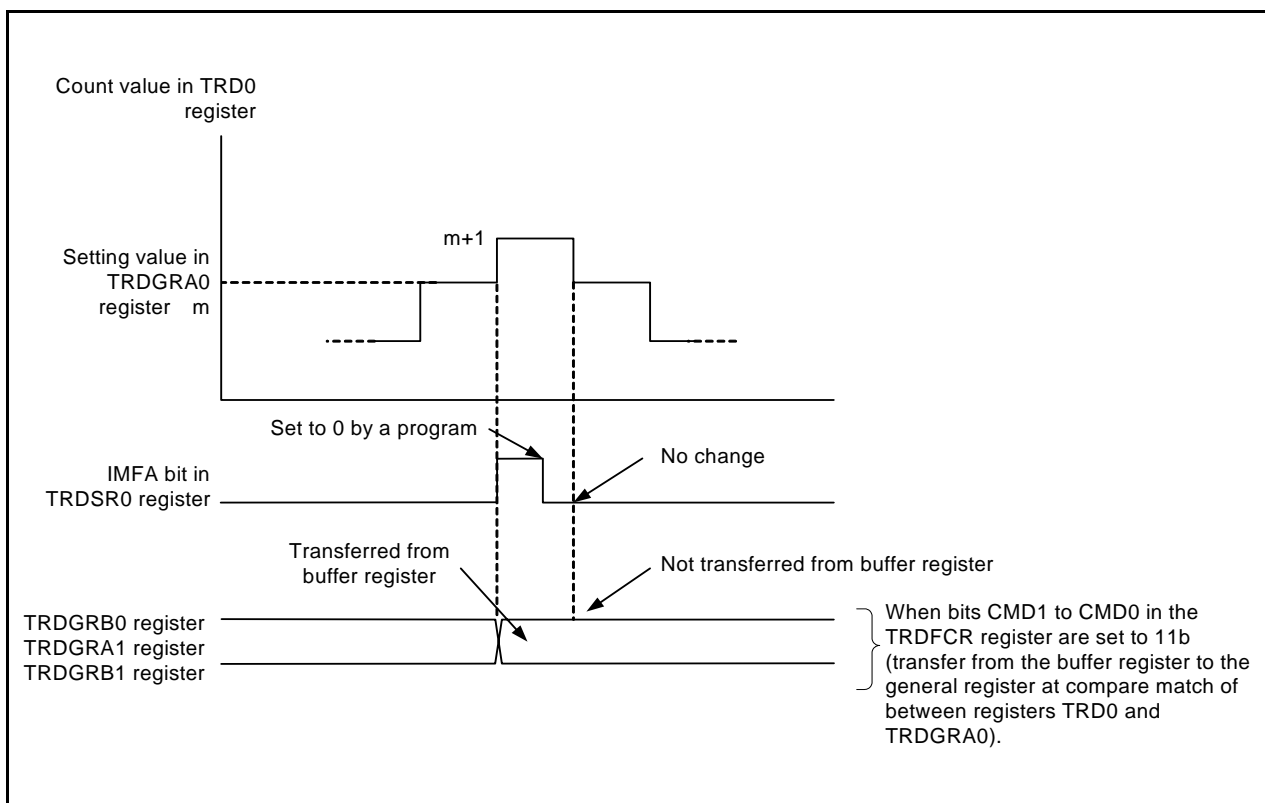 Count value in TRD0
register
m+1
Setting value in
TRDGRA0
register m
Set to 0 by a program
No change
IMFA bit in
TRDSR0 register
Transferred from
buffer register
Not transferred from buffer register
TRDGRB0 register
TRDGRA1 register
TRDGRB1 register
When bits CMD1 to CMD0 in the
TRDFCR register are set to 11b
(transfer from the buffer register to the
general register at compare match of
between registers TRD0 and
TRDGRA0).